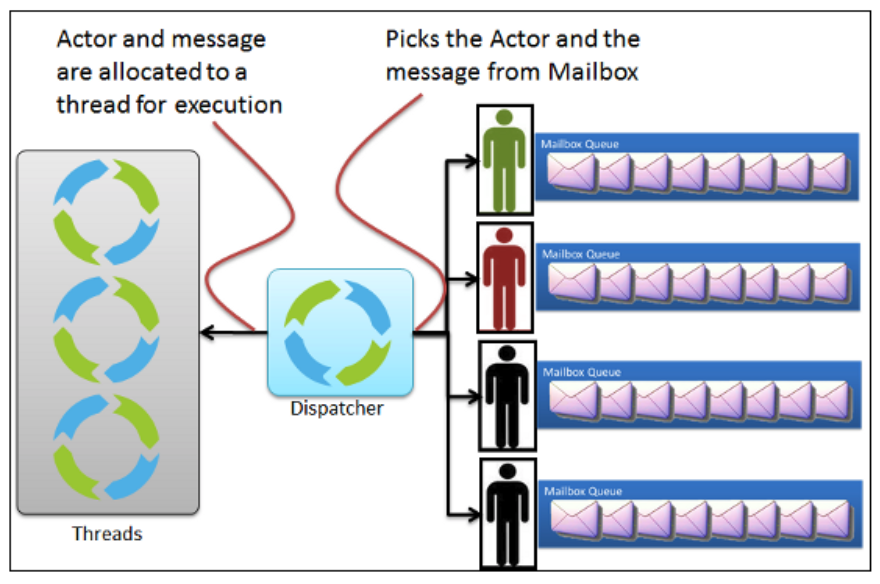 Actor and message
are allocated to a
thread for execution
Picks the Actor and the
message from Mailbox
Mailbox Queue
Mailbox Queue
Dispatcher
Mailbox Queue
Mailbox Queue
Threads